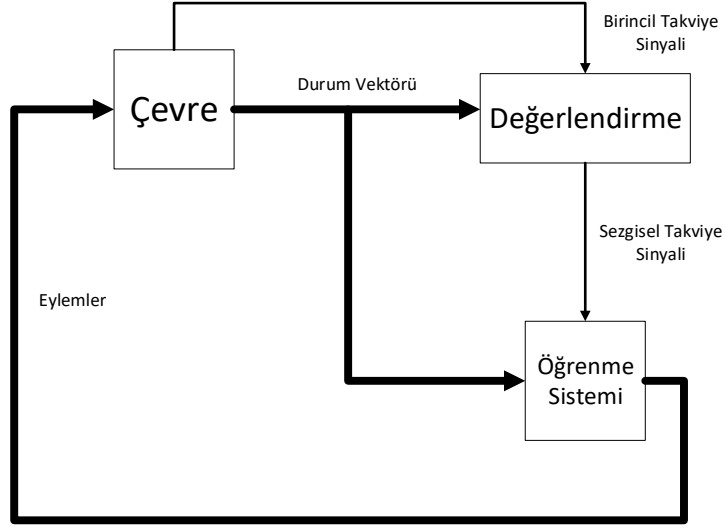 Birincil Takviye
Sinyali
Çevre
Durum Vektörü
Değerlendirme
Sezgisel Takviye
Sinyali
Eylemler
Öğrenme
Sistemi